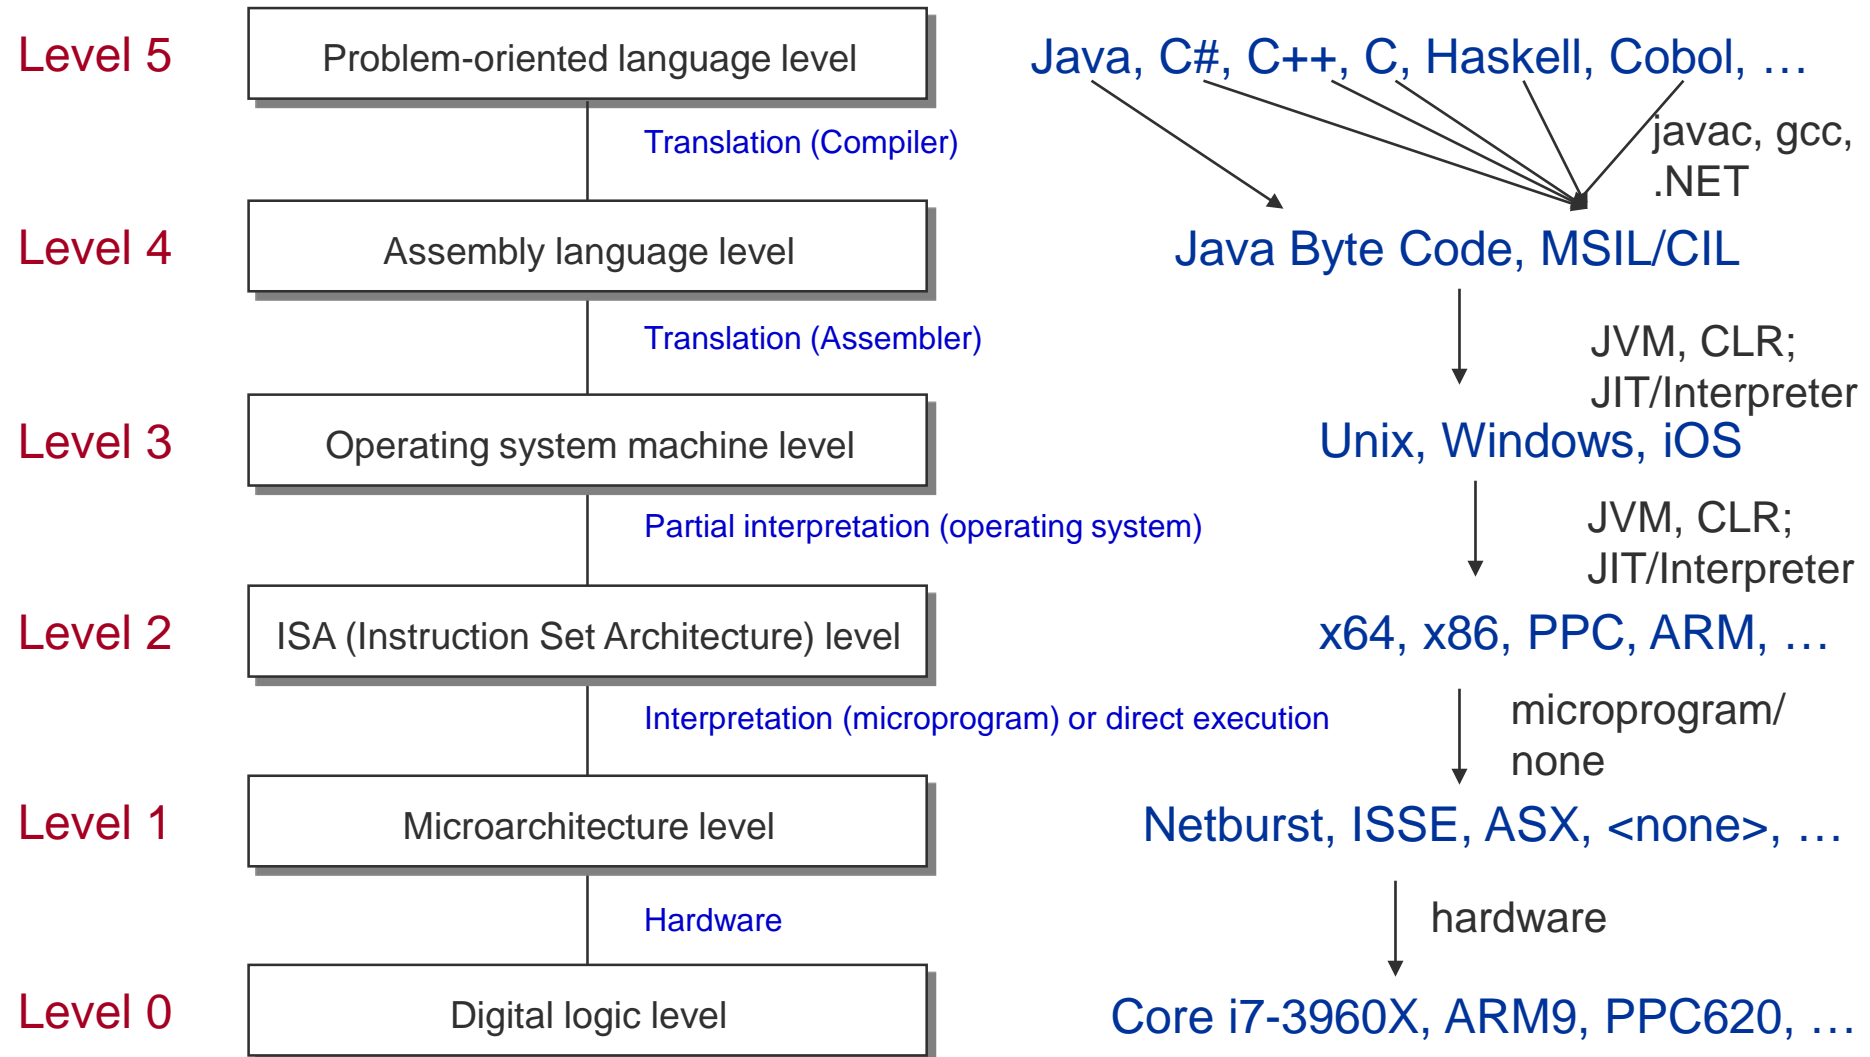 Level 5
Problem-oriented language level
Java, C#, C++, C, Haskell, Cobol, …
Translation (Compiler)
javac, gcc,
.NET
Level 4
Assembly language level
Java Byte Code, MSIL/CIL
Translation (Assembler)
JVM, CLR;
JIT/Interpreter
Level 3
Operating system machine level
Unix, Windows, iOS
Partial interpretation (operating system)
JVM, CLR;
JIT/Interpreter
Level 2
ISA (Instruction Set Architecture) level
x64, x86, PPC, ARM, …
Interpretation (microprogram) or direct execution
microprogram/
none
Level 1
Microarchitecture level
Netburst, ISSE, ASX, <none>, …
Hardware
hardware
Level 0
Digital logic level
Core i7-3960X, ARM9, PPC620, …